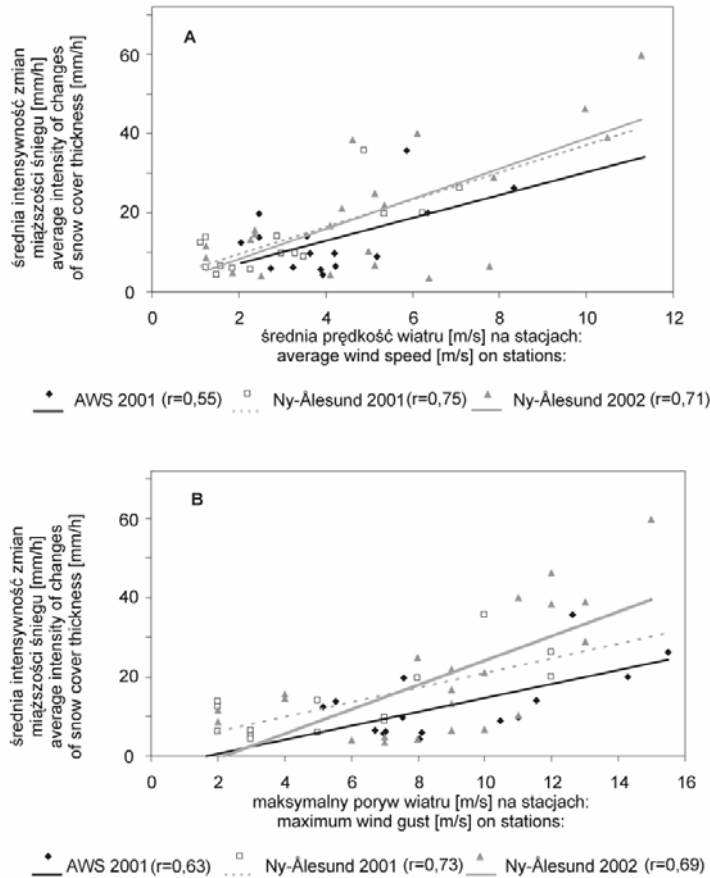 A
średnia intensywność zmian
miąższości śniegu [mm/h]
average intensity of changes
of snow cover thickness [mm/h]
60
40
20
0
0 2 4 6 8 10 12
średnia prędkość wiatru [m/s] na stacjach:
average wind speed [m/s] on stations:
AWS 2001 (r=0,55) Ny-Ålesund 2001(r=0,75) Ny-Ålesund 2002 (r=0,71)
B
średnia intensywność zmian
miąższości śniegu [mm/h]
average intensity of changes
of snow cover thickness [mm/h]
60
40
20
0
0 2 4 6 8 10 12 14 16
maksymalny poryw wiatru [m/s] na stacjach:
maximum wind gust [m/s] on stations:
AWS 2001 (r=0,63) Ny-Ålesund 2001 (r=0,73) Ny-Ålesund 2002 (r=0,69)